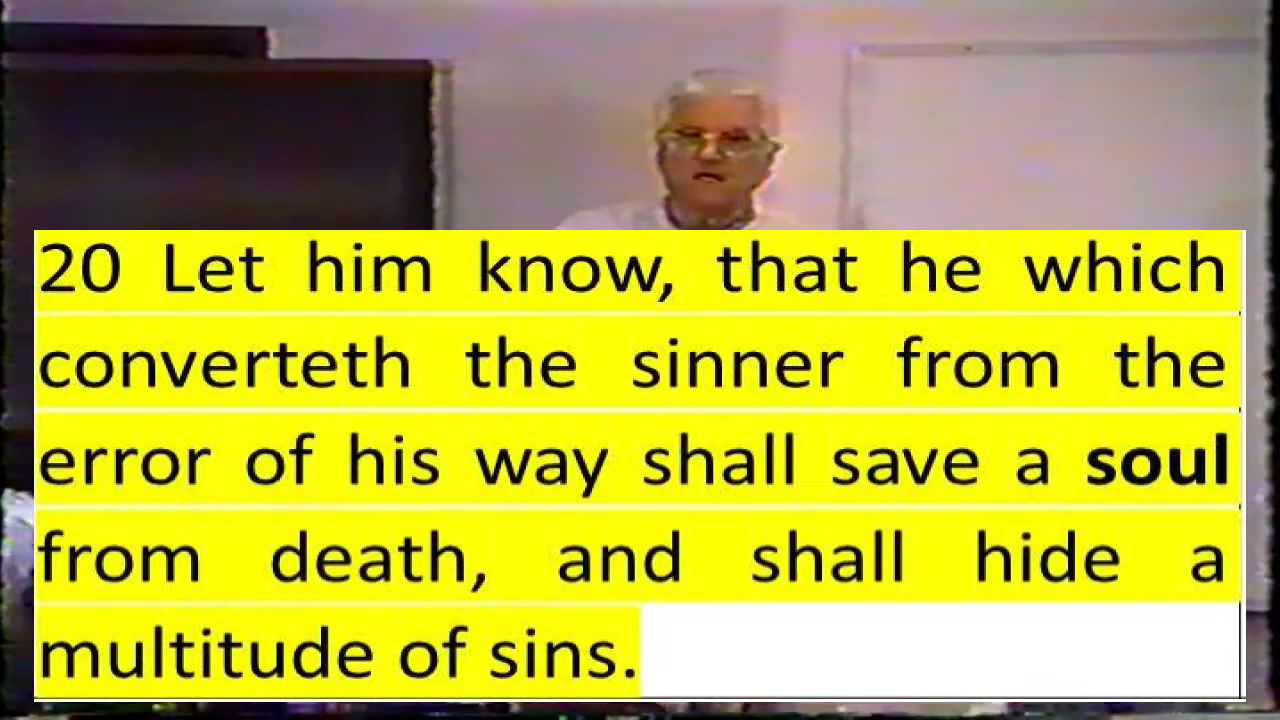 20 Let him know, that he which
converteth the sinner from the
error of his way shall save a soul
from death, and shall hide a
multitude of sins.